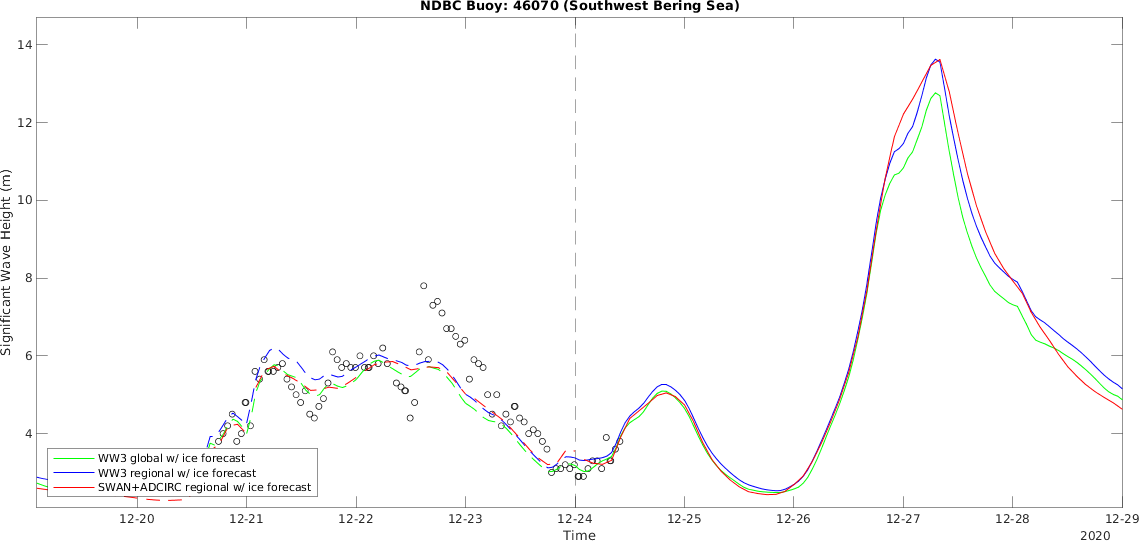 NDBC Buoy: 46070 (Southwest Bering Sea)
14
12
10
8
6
4
Significant Wave Height (m)
WW3 global w/ ice forecast
WW3 regional w/ ice forecast
SWAN+ADCIRC regional w/ ice forecast
12-20
12-21
12-22
12-23
12-24
12-25
12-26
12-27
12-28
12-29
Time
2020